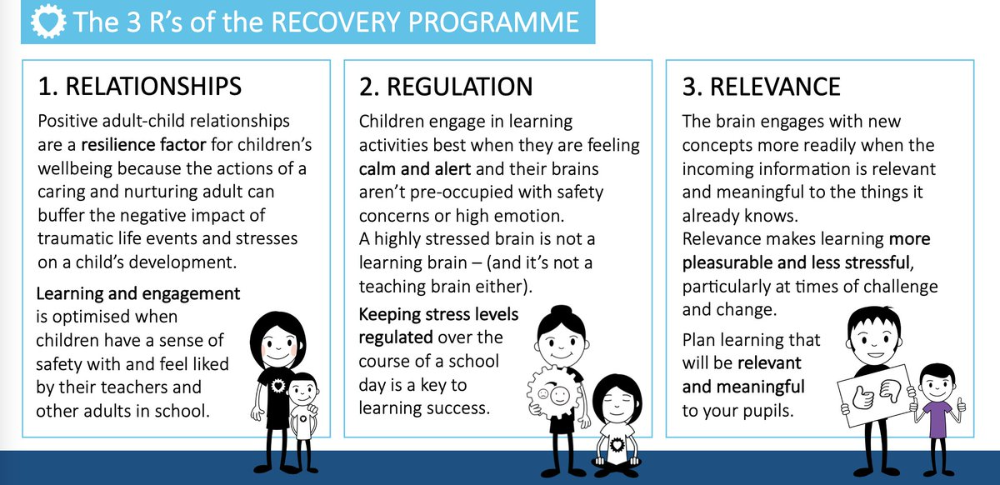 The 3 R’s of the RECOVERY PROGRAMME
1. RELATIONSHIPS
Positive adult-child relationships
are a resilience factor for children’s
wellbeing because the actions of a
caring and nurturing adult can
buffer the negative impact of
traumatic life events and stresses
on a child’s development.
Learning and engagement
is optimised when
children have a sense of
safety with and feel liked
by their teachers and
other adults in school.
2. REGULATION
Children engage in learning
activities best when they are feeling
calm and alert and their brains
aren’t pre-occupied with safety
concerns or high emotion.
A highly stressed brain is not a
learning brain – (and it’s not a
teaching brain either).
Keeping stress levels
regulated over the
course of a school
day is a key to
learning success.
3. RELEVANCE
The brain engages with new
concepts more readily when the
incoming information is relevant
and meaningful to the things it
already knows.
Relevance makes learning more
pleasurable and less stressful,
particularly at times of challenge
and change.
Plan learning that
will be relevant
and meaningful
to your pupils.